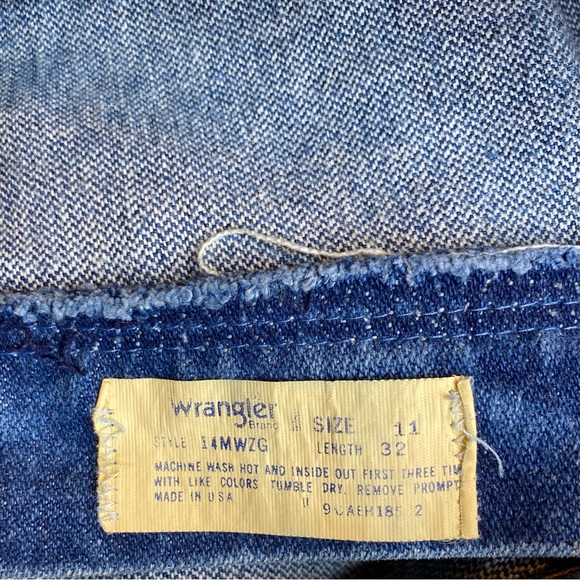 Wrangler SIZE 11
Brand
STYLE 14MWZG LENGTH 32
MACHINE WASH HOT AND INSIDE OUT FIRST THREE TIM
WITH LIKE COLORS TUMBLE DRY. REMOVE PROMPT
MADE IN USA